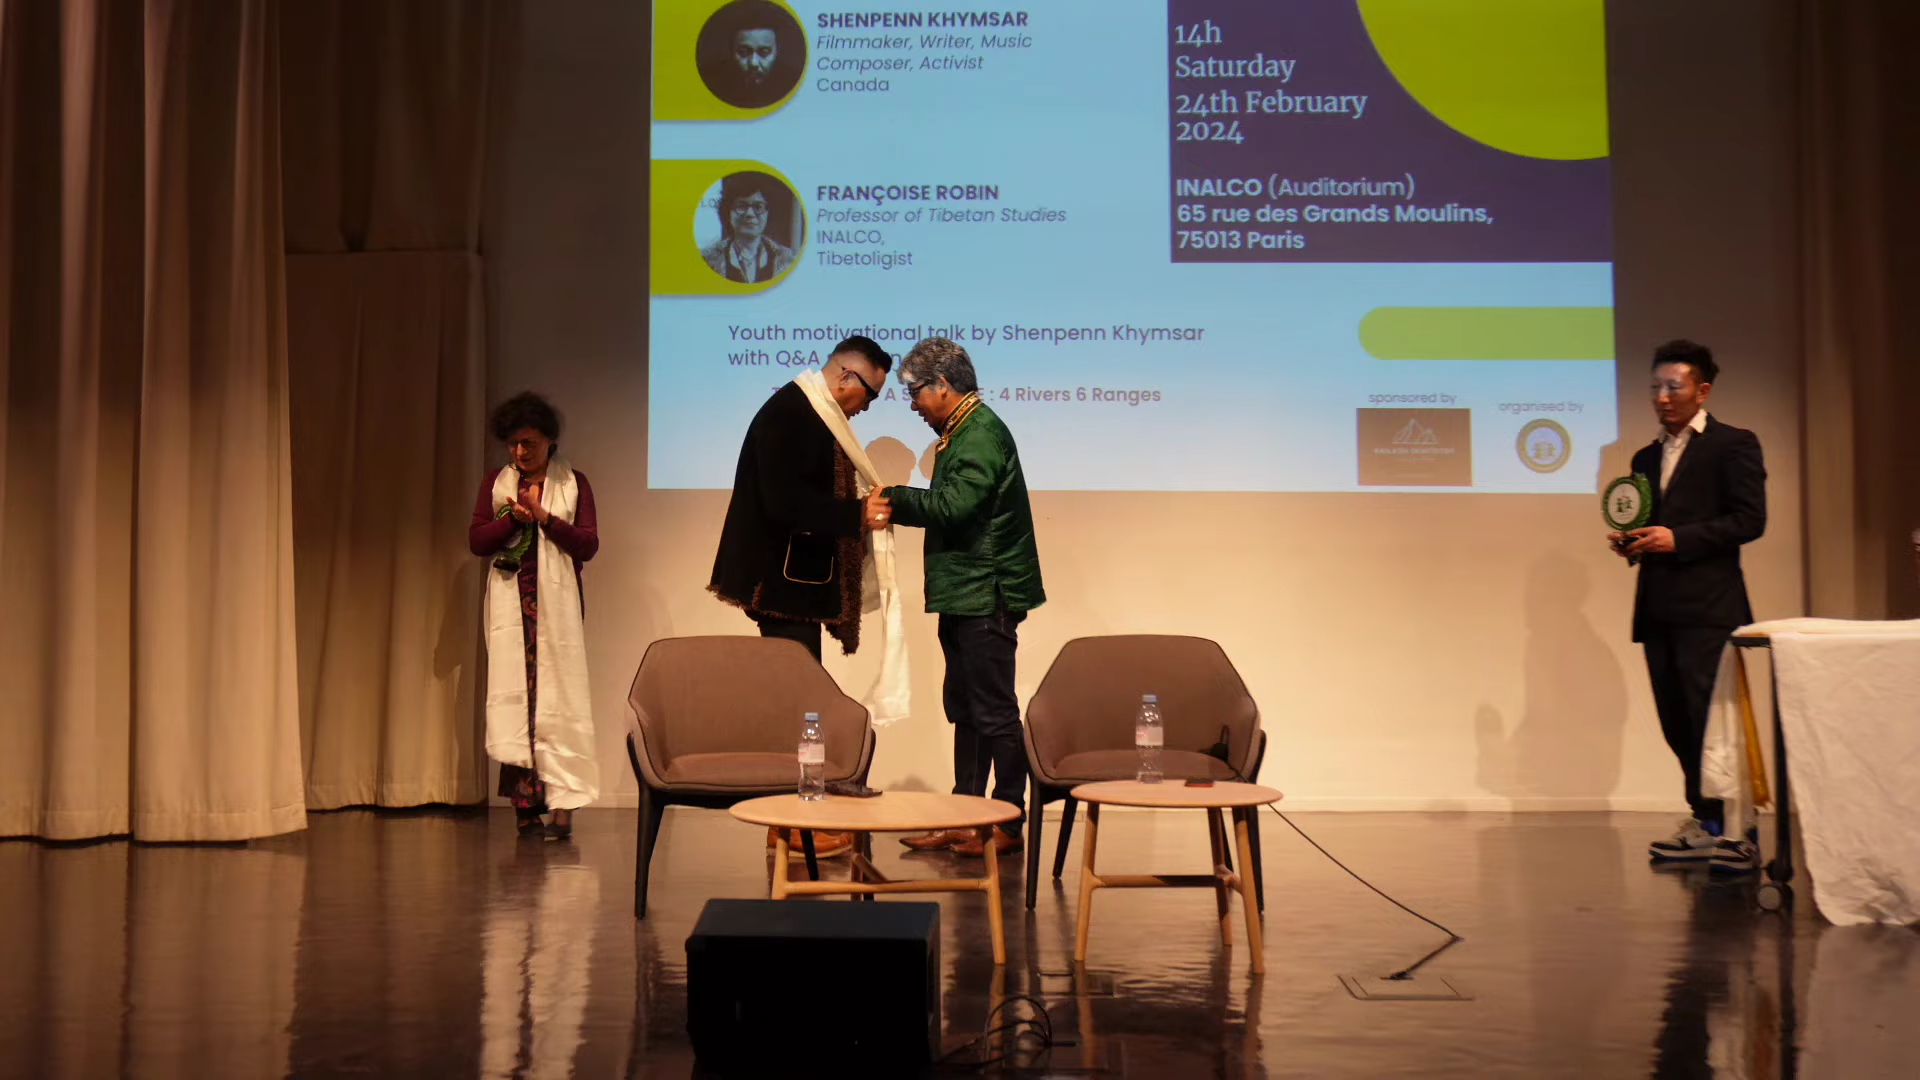 SHENPENN KHYMSAR
Filmmaker, Writer, Music
Composer, Activist
Canada
FRANÇOISE ROBIN
Professor of Tibetan Studies
INALCO,
Tibetoligist
14h
Saturday
24th February
2024
INALCO (Auditorium)
65 rue des Grands Moulins,
75013 Paris
Youth motivational talk by Shenpenn Khymsar
with Q&A
A : 4 Rivers 6 Ranges
sponsored by
organised by